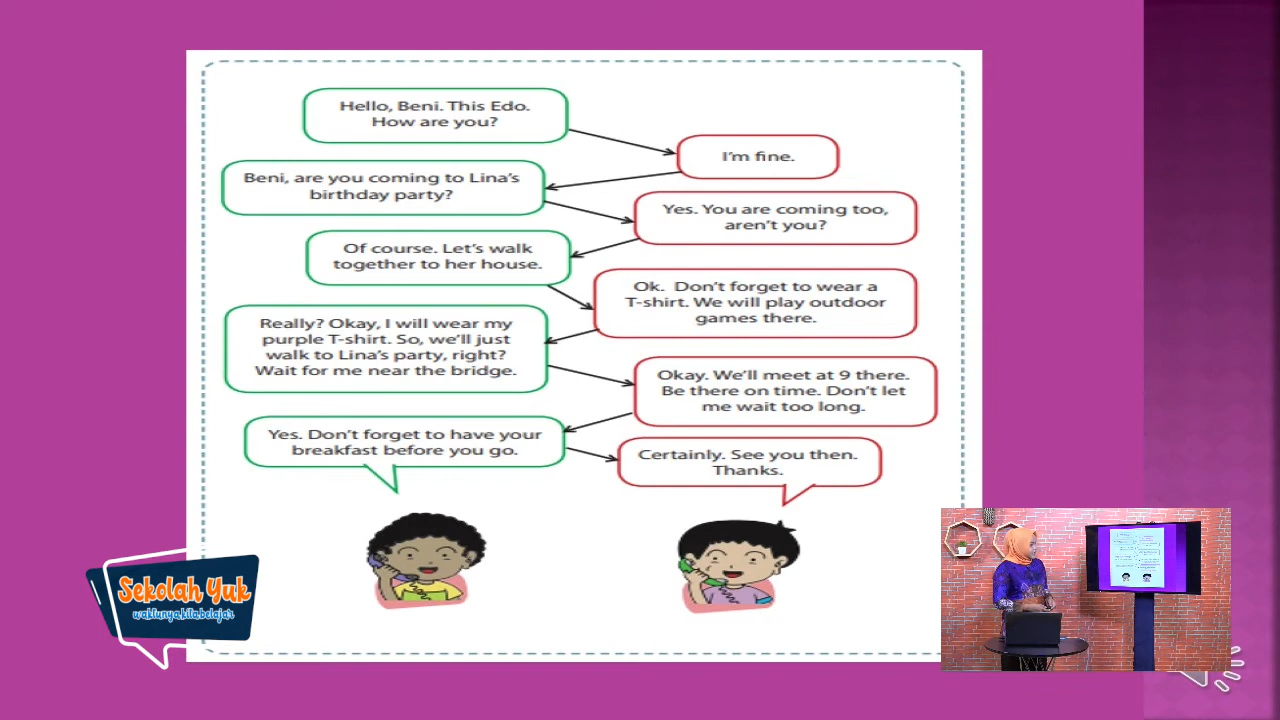 Hello, Beni. This Edo.
How are you?
I'm fine.
Beni, are you coming to Lina's
birthday party?
Yes. You are coming too,
aren't you?
Of course. Let's walk
together to her house.
Ok. Don't forget to wear a
T-shirt. We will play outdoor
games there.
Really? Okay, I will wear my
purple T-shirt. So, we'll just
walk to Lina's party, right?
Wait for me near the bridge.
Okay. We'll meet at 9 there.
Be there on time. Don't let
me wait too long.
Yes. Don't forget to have your
breakfast before you go.
Certainly. See you then.
Thanks.
Sekolah Yuk
waktunya kita belajar